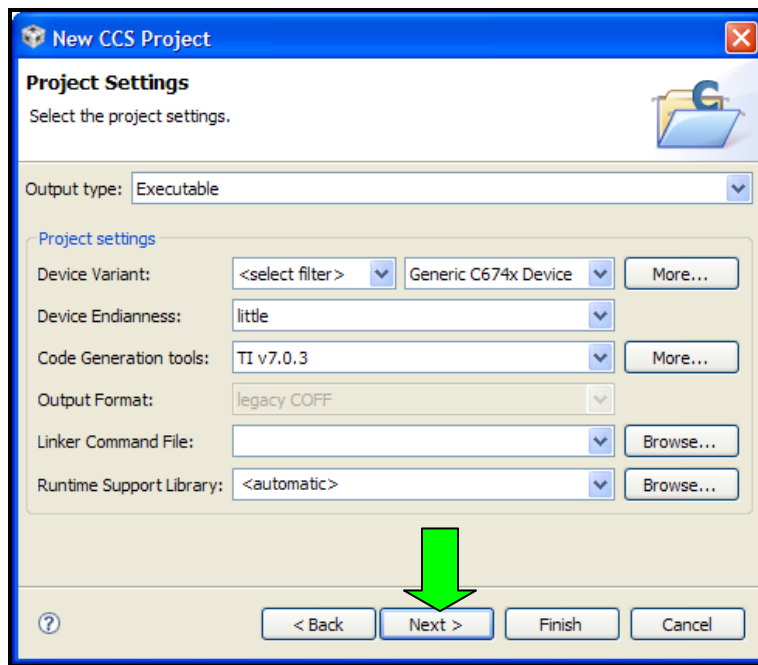 New CCS Project
Project Settings
Select the project settings.
Output type: Executable
Project settings
Device Variant: <select filter> Generic C674x Device More...
Device Endianness: little
Code Generation tools: TI v7.0.3 More...
Output Format: legacy COFF
Linker Command File: Browse...
Runtime Support Library: <automatic> Browse...
? < Back Next > Finish Cancel